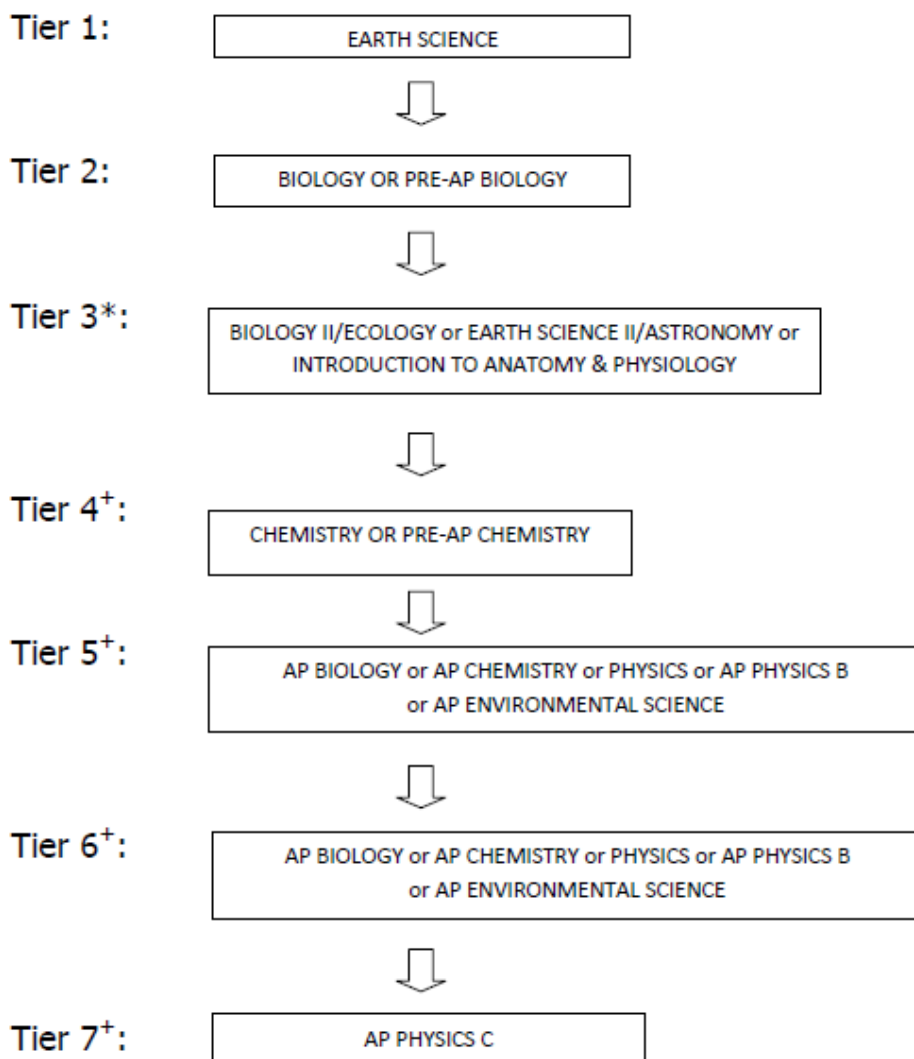 Tier 1:
EARTH SCIENCE
Tier 2:
BIOLOGY OR PRE-AP BIOLOGY
Tier 3*:
BIOLOGY II/ECOLOGY or EARTH SCIENCE II/ASTRONOMY or
INTRODUCTION TO ANATOMY & PHYSIOLOGY
Tier 4⁺:
CHEMISTRY OR PRE-AP CHEMISTRY
Tier 5⁺:
AP BIOLOGY or AP CHEMISTRY or PHYSICS or AP PHYSICS B
or AP ENVIRONMENTAL SCIENCE
Tier 6⁺:
AP BIOLOGY or AP CHEMISTRY or PHYSICS or AP PHYSICS B
or AP ENVIRONMENTAL SCIENCE
Tier 7⁺:
AP PHYSICS C